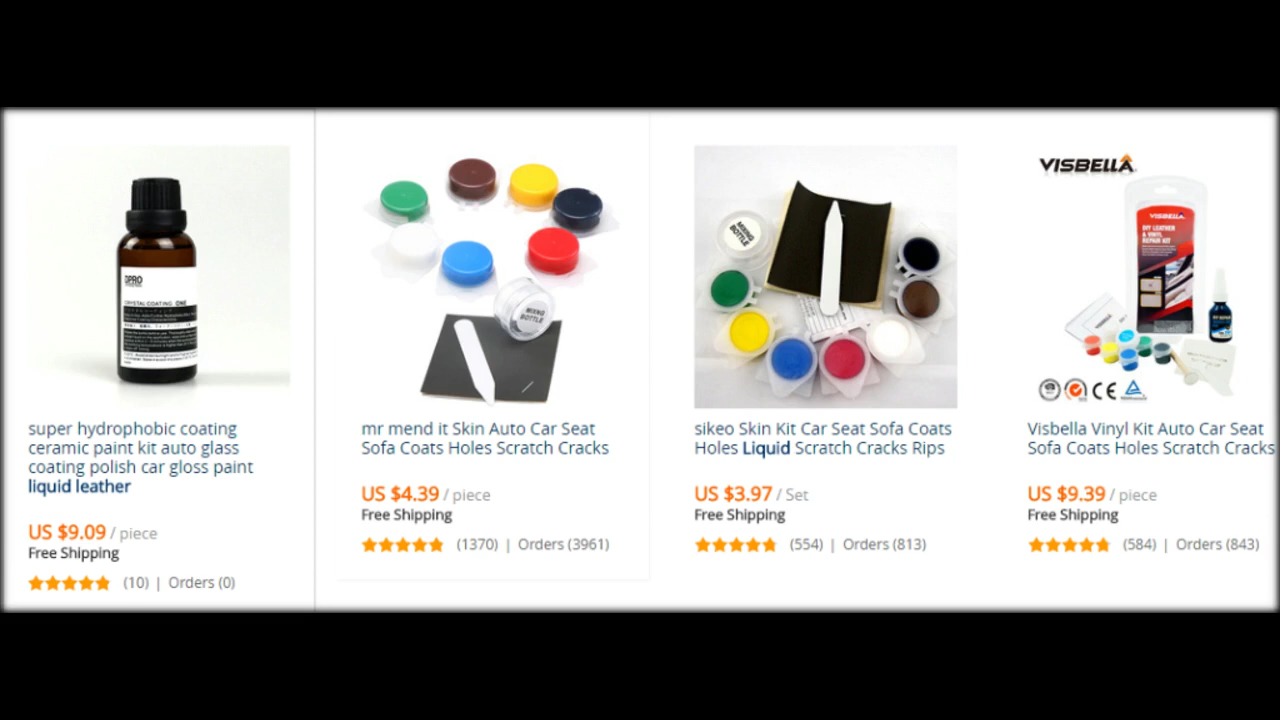 super hydrophobic coating
ceramic paint kit auto glass
coating polish car gloss paint
liquid leather
US $9.09 / piece
Free Shipping
(10) | Orders (0)
MIXING
BOTTLE
mr mend it Skin Auto Car Seat
Sofa Coats Holes Scratch Cracks
US $4.39 / piece
Free Shipping
(1370) | Orders (3961)
MIXING
BOTTLE
sikeo Skin Kit Car Seat Sofa Coats
Holes Liquid Scratch Cracks Rips
US $3.97 / Set
Free Shipping
(554) | Orders (813)
VISBELLA
VISBELLA
DIY LEATHER
& VINYL
REPAIR KIT
CE
Visbella Vinyl Kit Auto Car Seat
Sofa Coats Holes Scratch Cracks
US $9.39 / piece
Free Shipping
(584) | Orders (843)